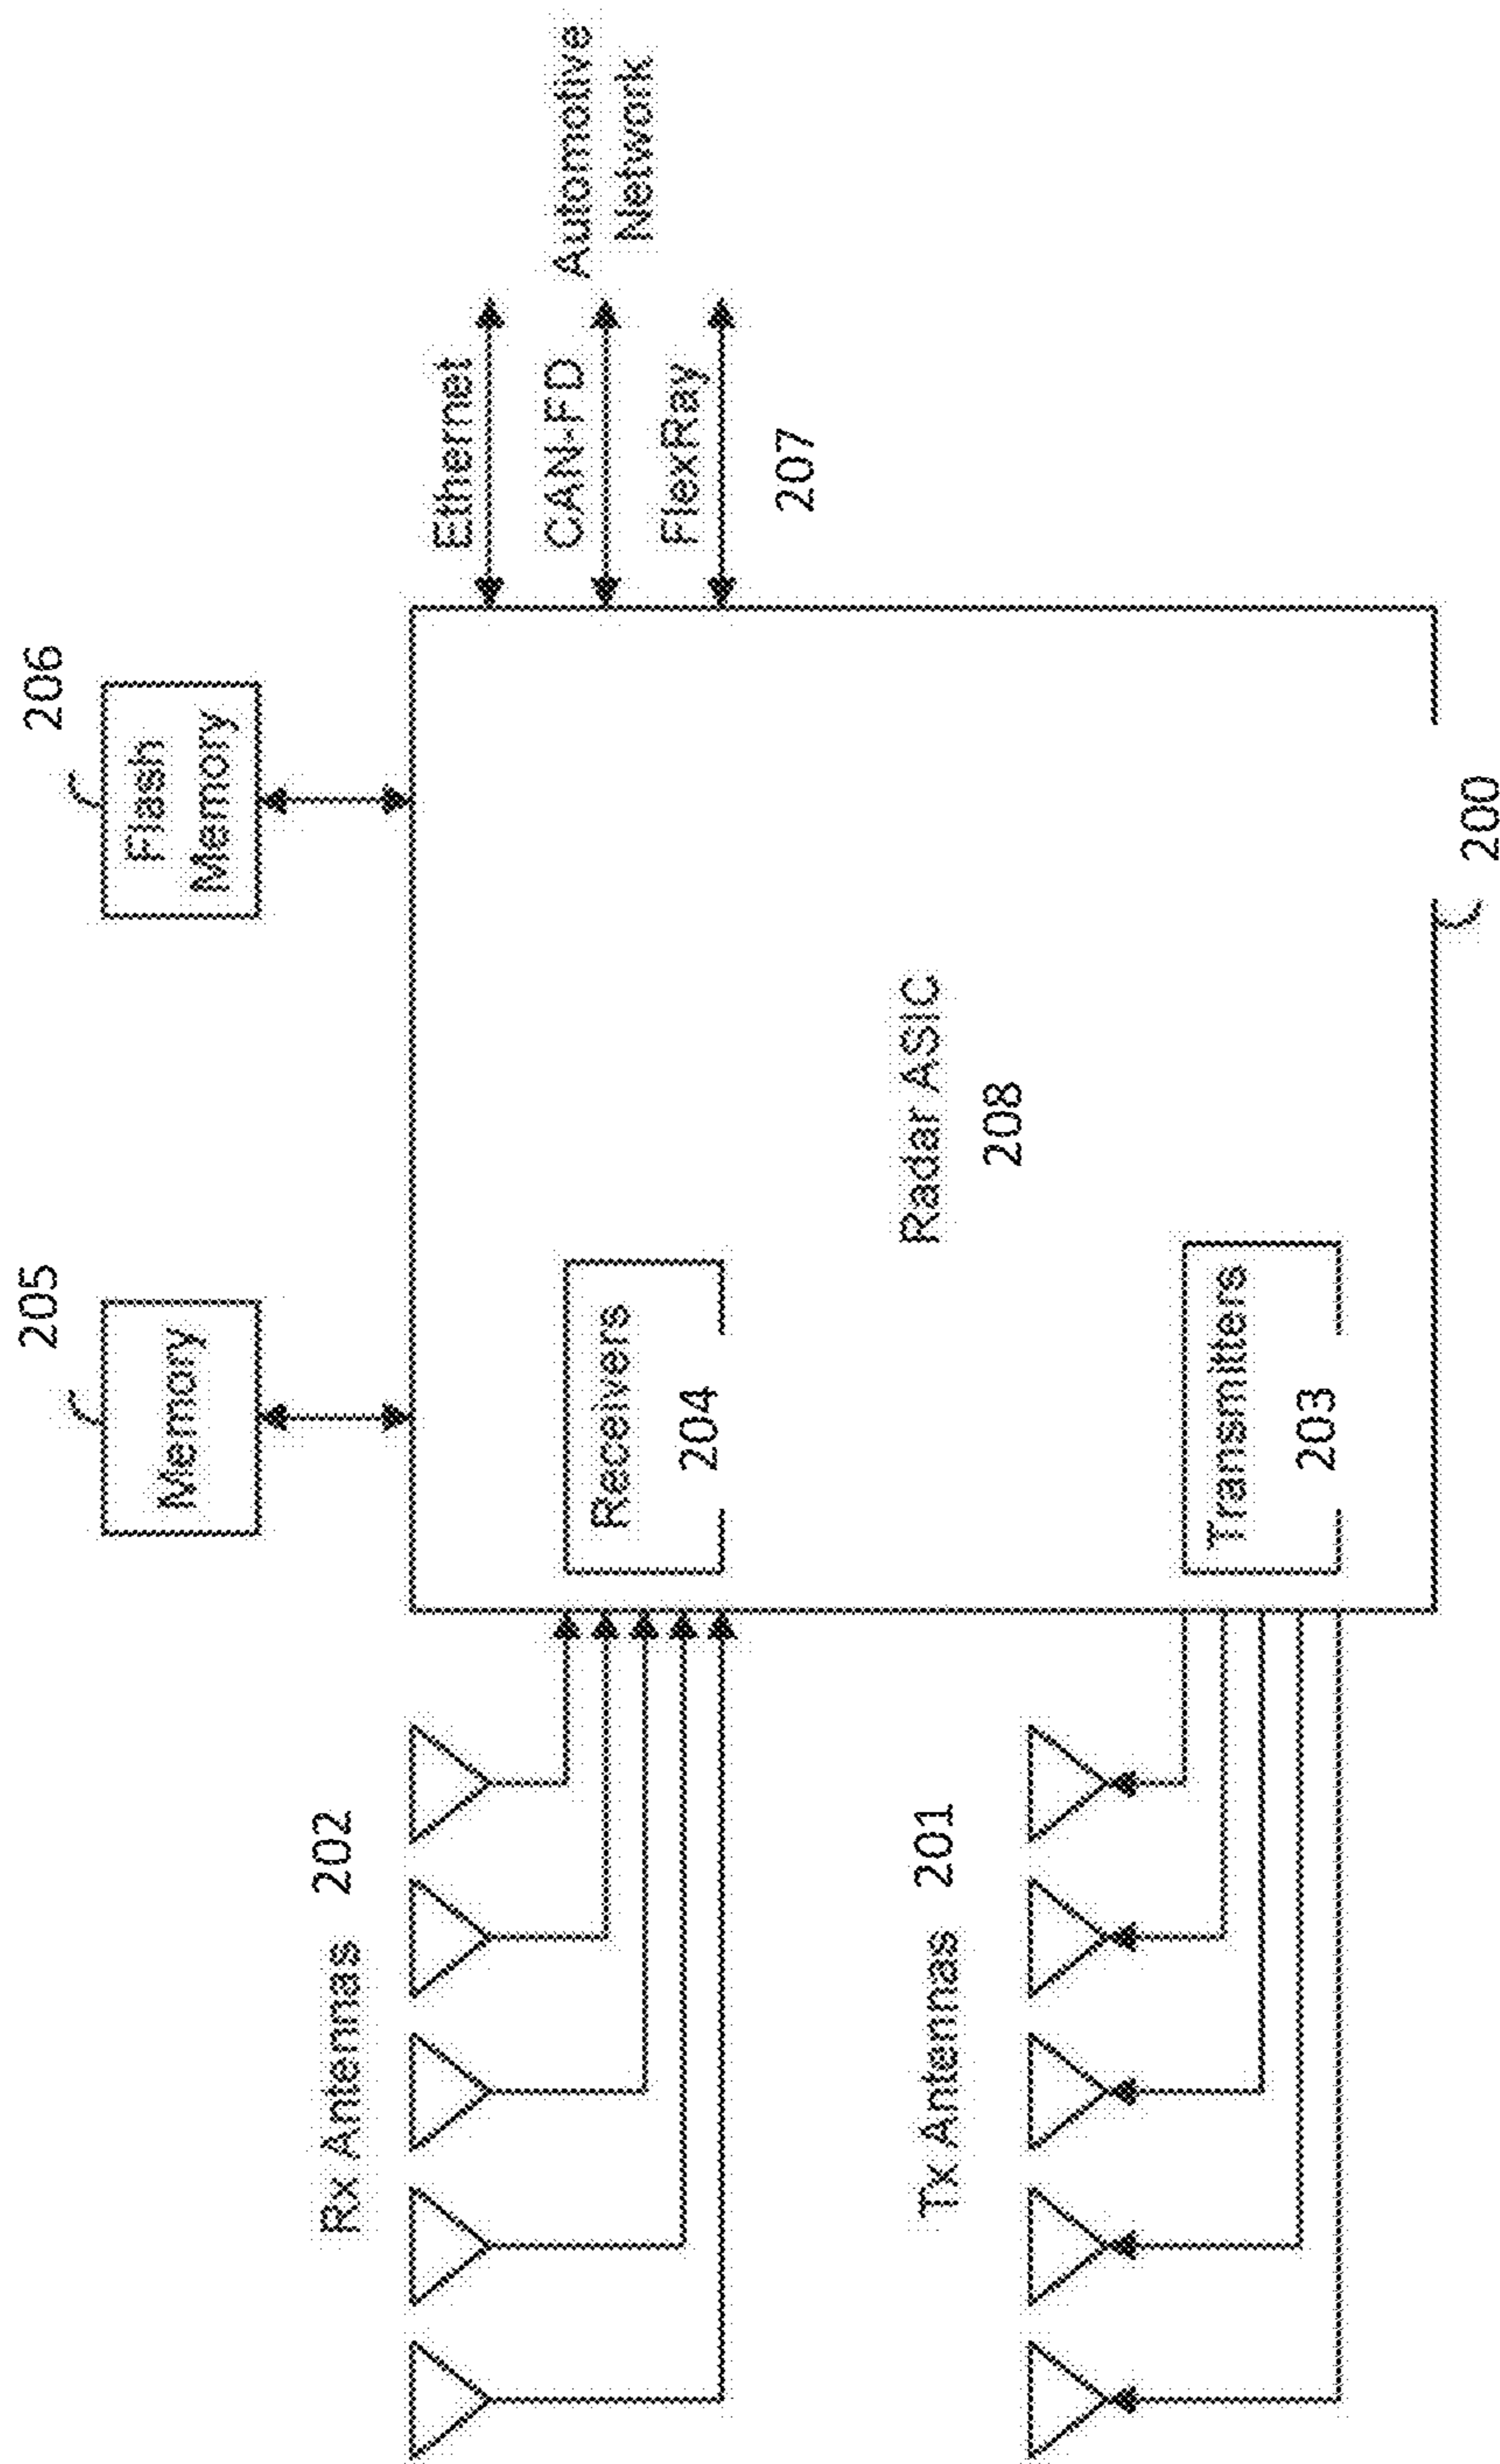 205
206
Memory
Flash
Memory
Rx Antennas 202
Ethernet
CAN-FD
FlexRay
Automotive
Network
207
Receivers
204
Radar ASIC
208
Tx Antennas 201
Transmitters
203
200